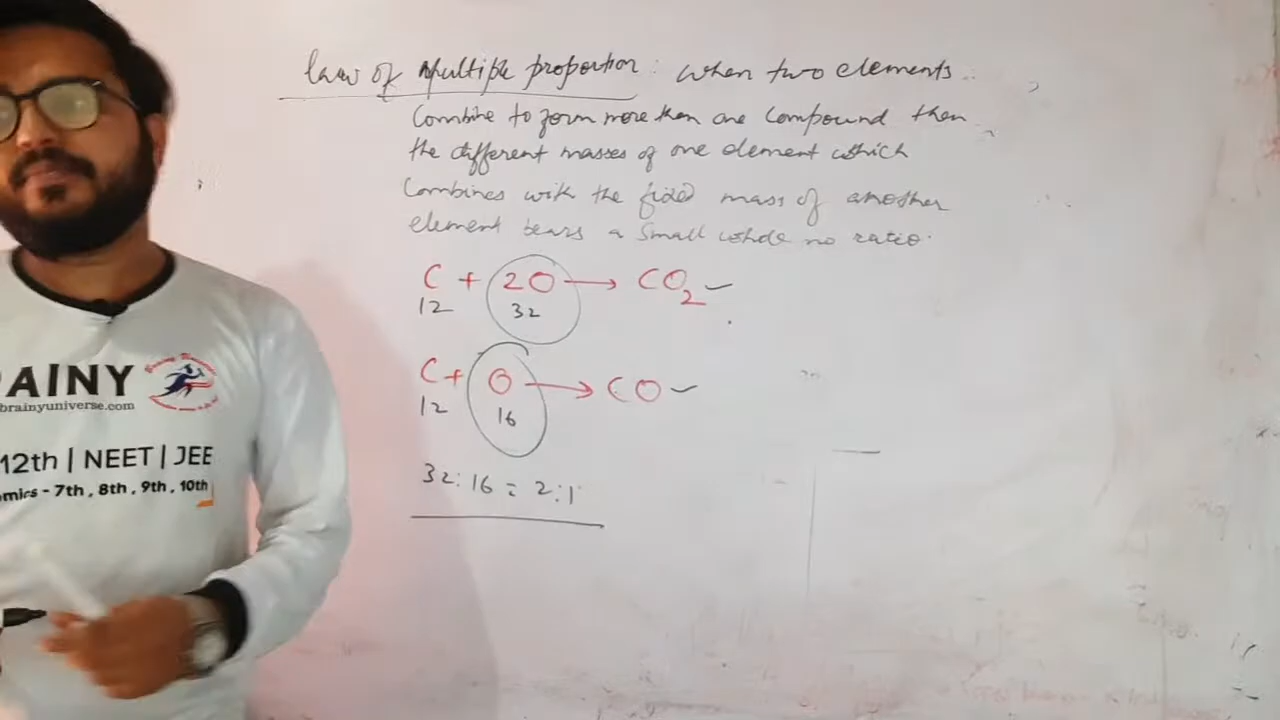 law of Multiple proportion : when two elements
Combine to form more than one compound then
the different masses of one element which
Combines with the fixed mass of another
element bears a small whole no ratio.
C + 2O → CO2
12 32
C + O → CO
12 16
32:16 = 2:1
RAINY
brainyuniverse.com
12th | NEET | JEE
mics - 7th, 8th, 9th, 10th